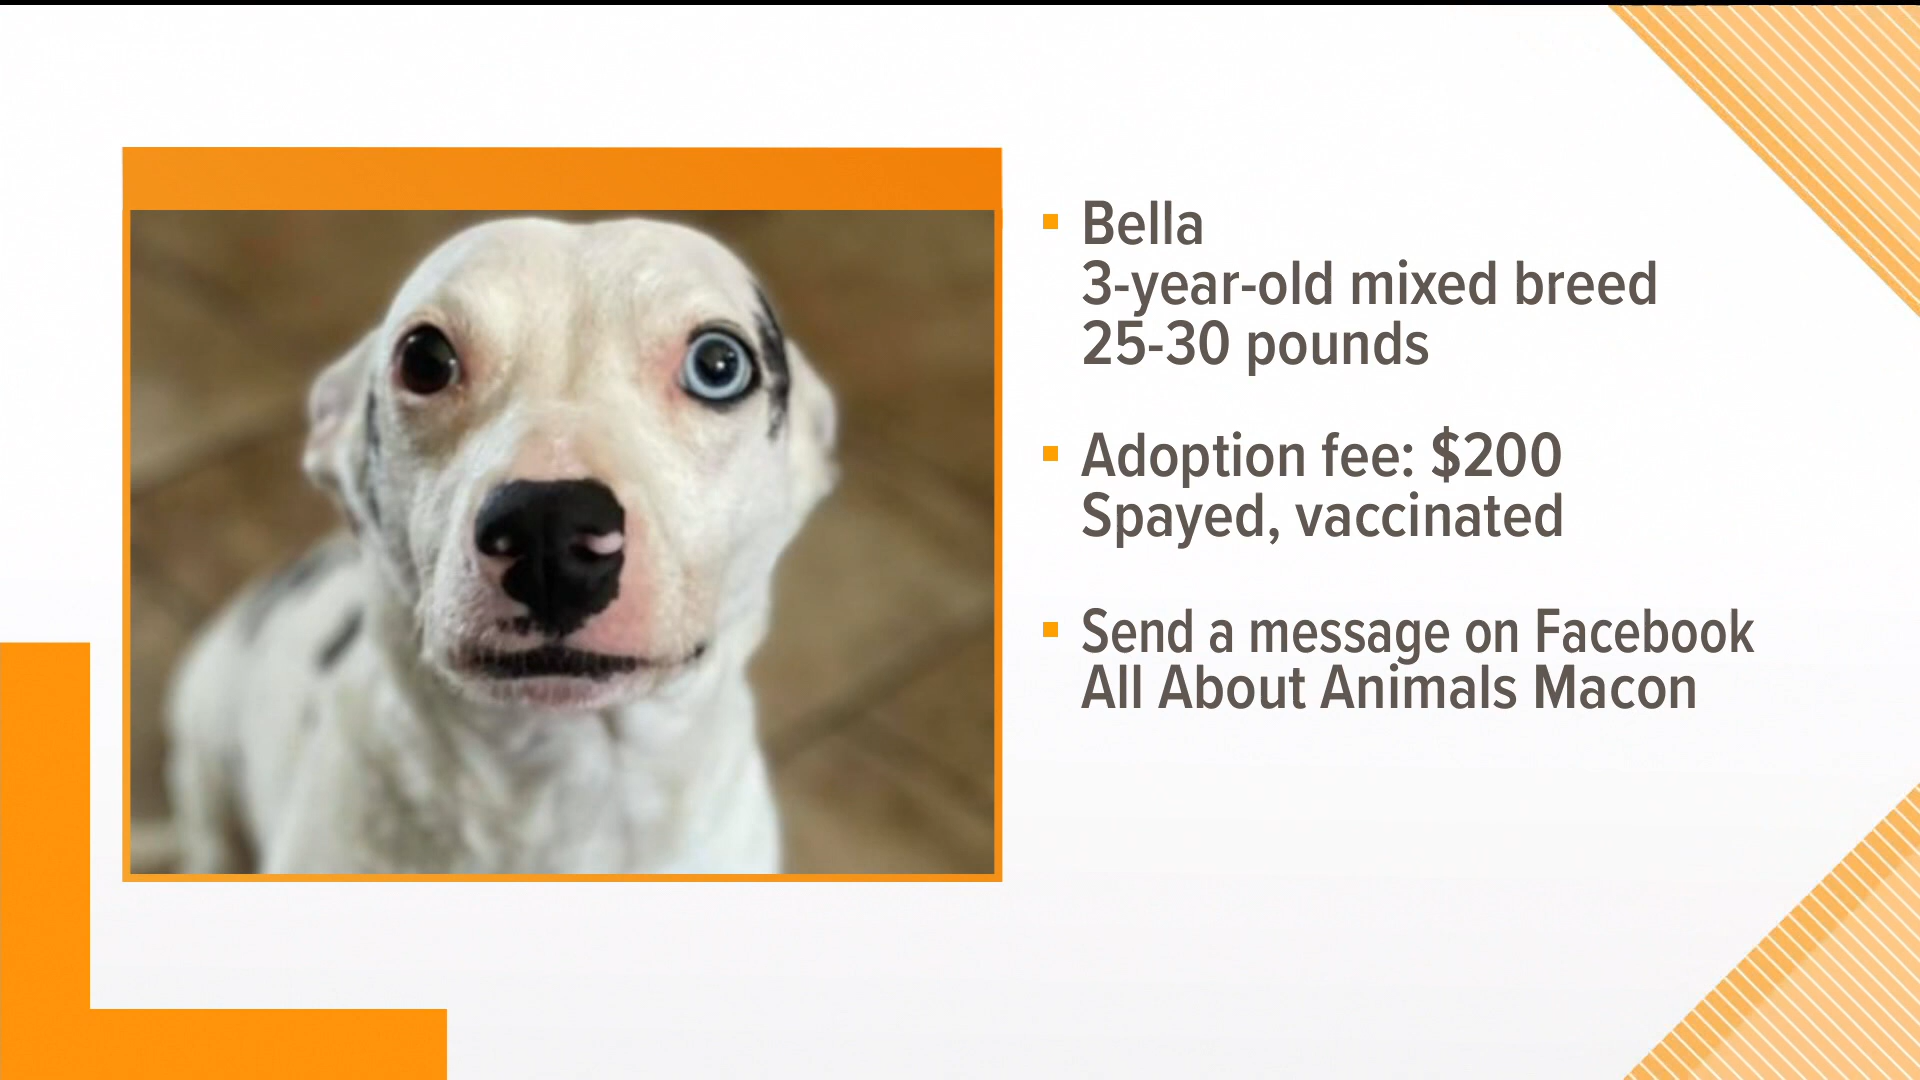 Bella
3-year-old mixed breed
25-30 pounds
Adoption fee: $200
Spayed, vaccinated
Send a message on Facebook
All About Animals Macon